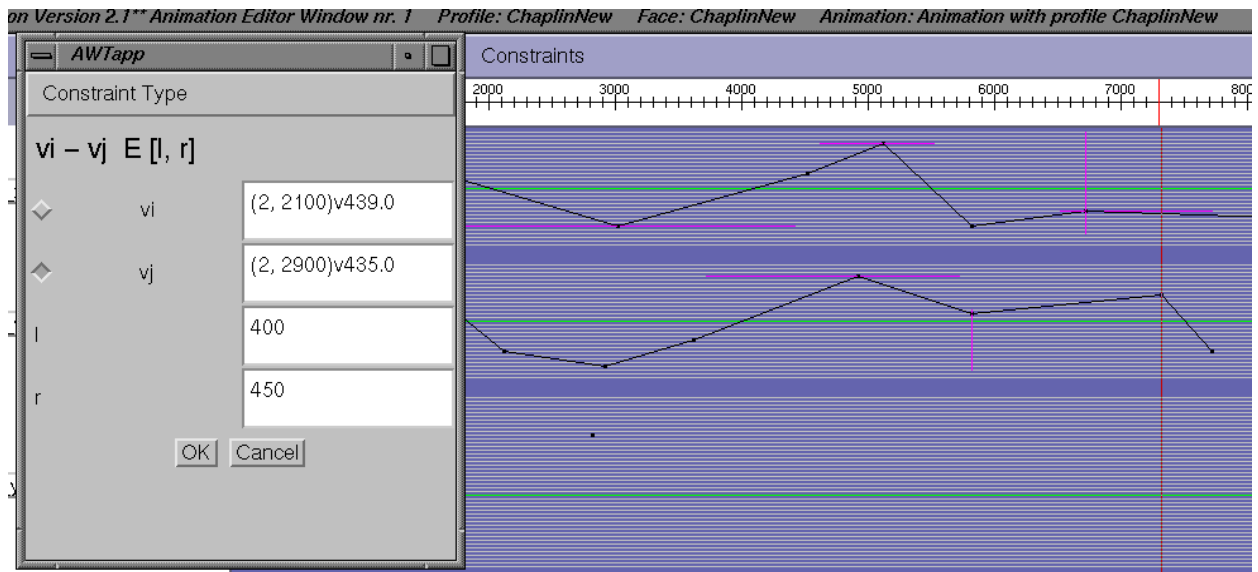 on Version 2.1** Animation Editor Window nr. 1 Profile: ChaplinNew Face: ChaplinNew Animation: Animation with profile ChaplinNew
AWTapp
Constraints
Constraint Type
2000 3000 4000 5000 6000 7000 800
vi – vj E [l, r]
vi (2, 2100)v439.0
vj (2, 2900)v435.0
l 400
r 450
OK Cancel
y